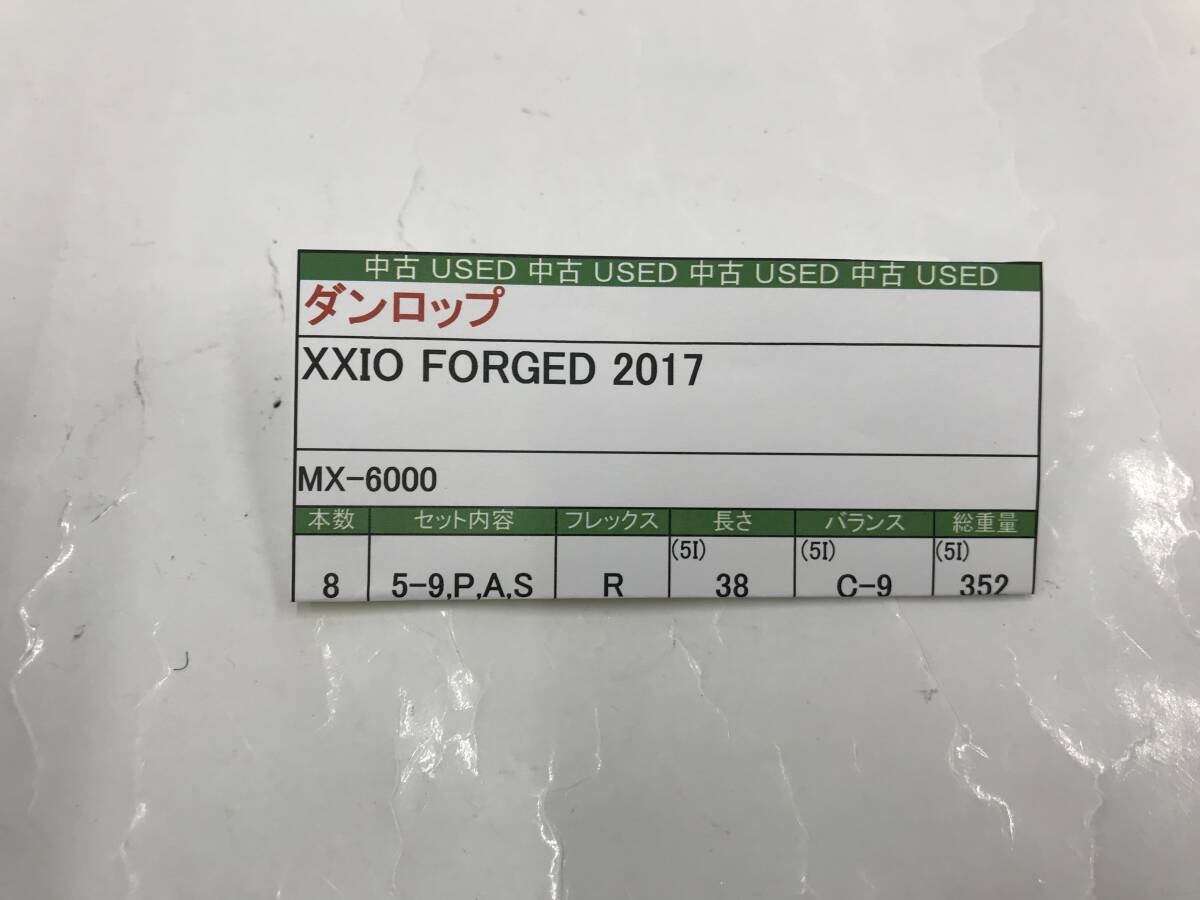 中古 USED 中古 USED 中古 USED 中古 USED
ダンロップ
XXIO FORGED 2017
MX-6000
本数 セット内容 フレックス 長さ バランス 総重量
(5I) (5I) (5I)
8 5-9,P,A,S R 38 C-9 352